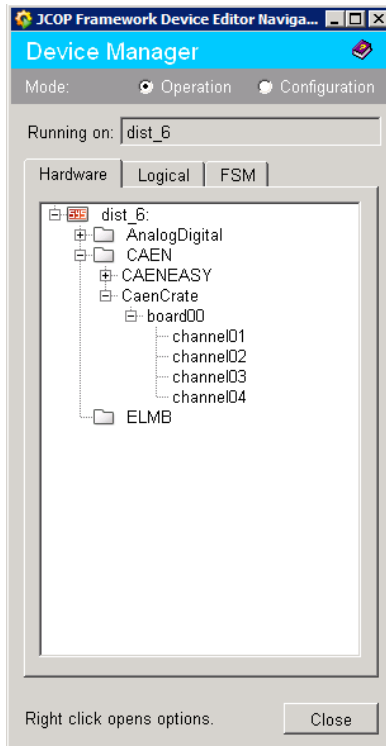 JCOP Framework Device Editor Naviga...
Device Manager
Mode: Operation Configuration
Running on: dist_6
Hardware Logical FSM
dist_6:
AnalogDigital
CAEN
CAENEASY
CaenCrate
board00
channel01
channel02
channel03
channel04
ELMB
Right click opens options. Close